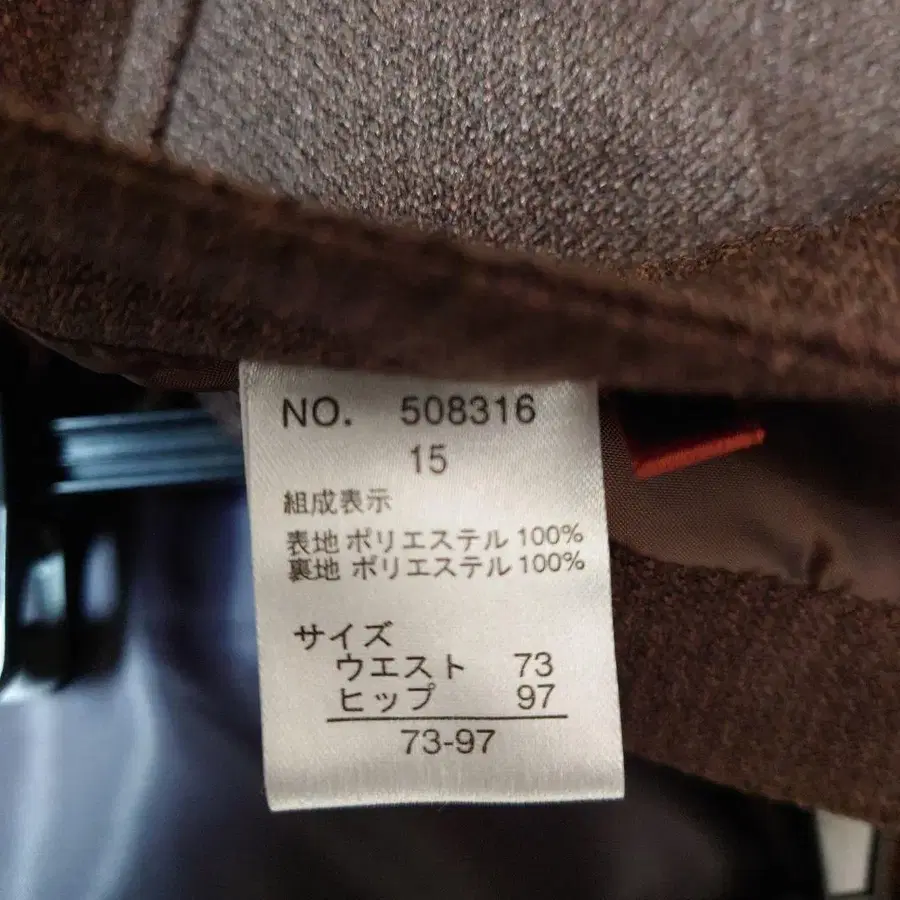 NO. 508316
15
組成表示
表地 ポリエステル 100%
裏地 ポリエステル 100%
サイズ
ウエスト 73
ヒップ 97
73-97